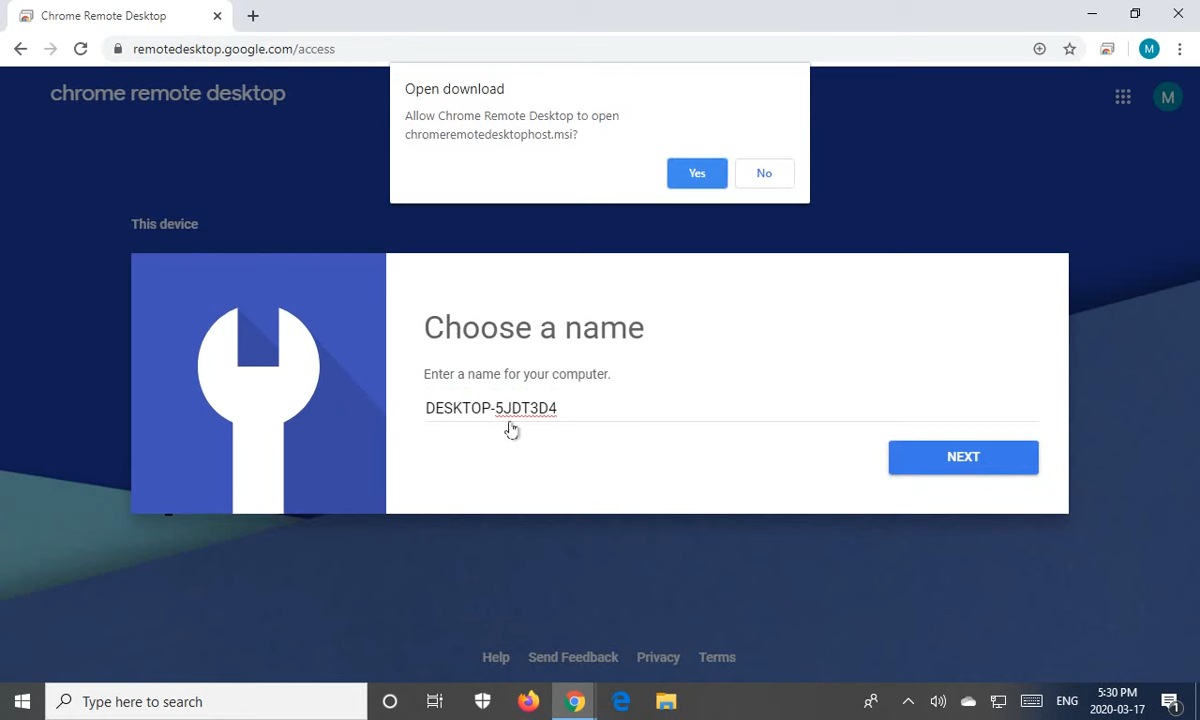 Chrome Remote Desktop
remotedesktop.google.com/access
M
chrome remote desktop
M
Open download
Allow Chrome Remote Desktop to open
chromeremotedesktophost.msi?
Yes No
This device
Choose a name
Enter a name for your computer.
DESKTOP-5JDT3D4
NEXT
Help Send Feedback Privacy Terms
Type here to search
ENG
5:30 PM
2020-03-17
1